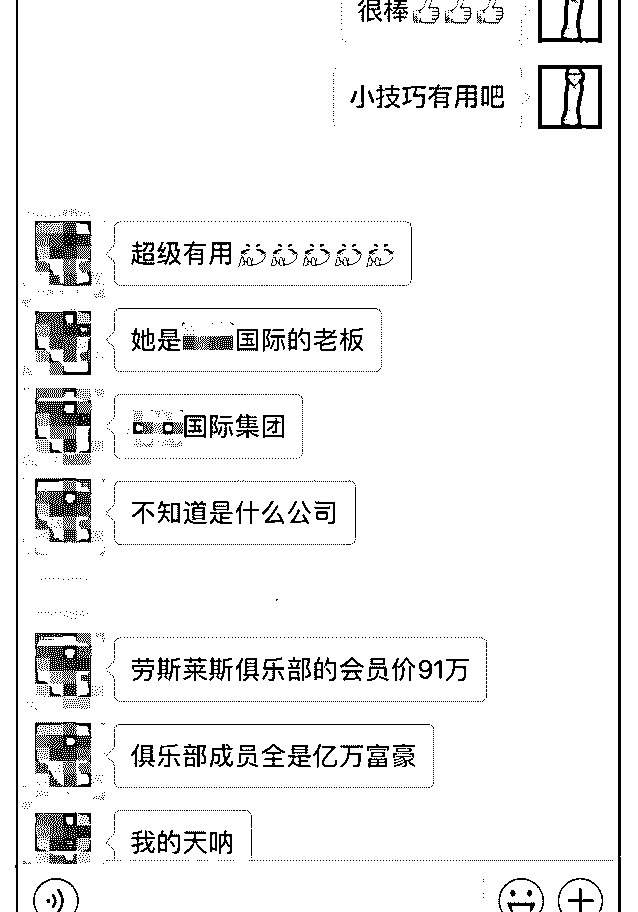 很棒👍👍👍
小技巧有用吧
超级有用
她是国际的老板
国际集团
不知道是什么公司
劳斯莱斯俱乐部的会员价91万
俱乐部成员全是亿万富豪
我的天呐